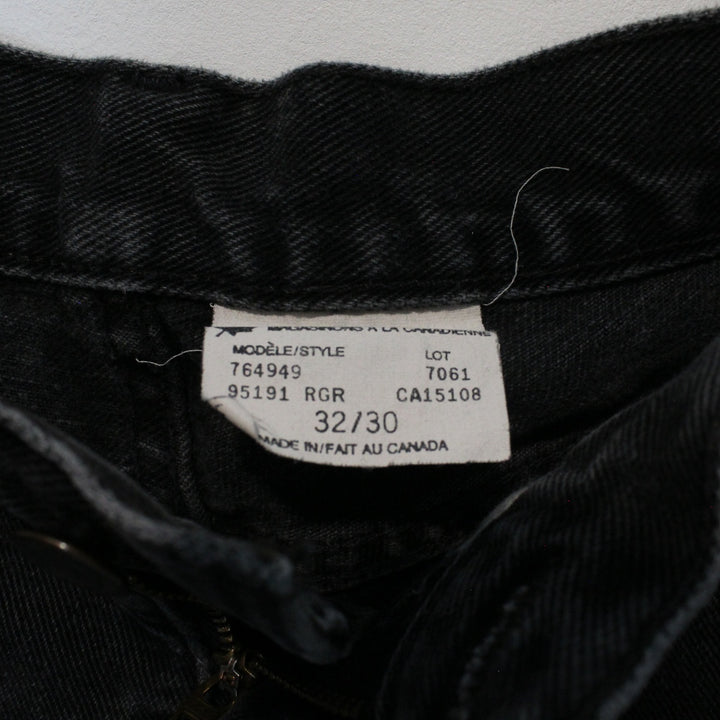 MAGASINONS À LA CANADIENNE
MODÈLE/STYLE LOT
764949 7061
95191 RGR CA15108
32/30
MADE IN/FAIT AU CANADA